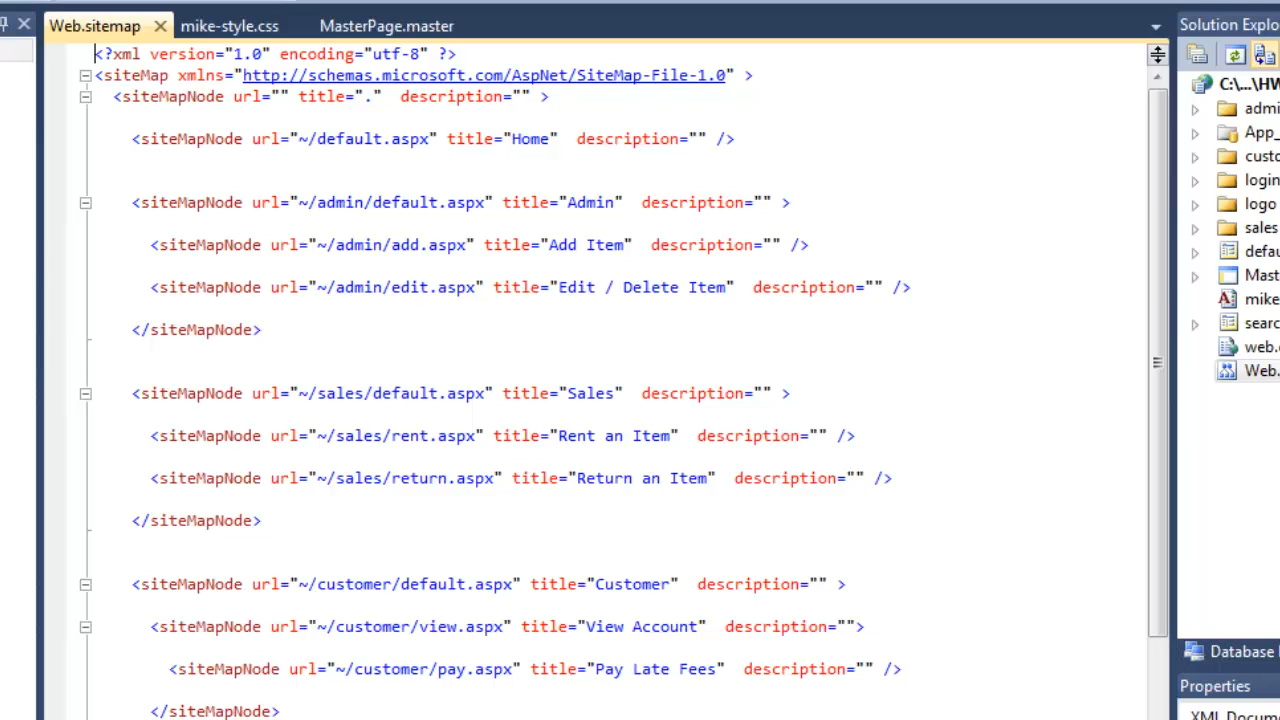 Web.sitemap mike-style.css MasterPage.master
<?xml version="1.0" encoding="utf-8" ?>
<siteMap xmlns="http://schemas.microsoft.com/AspNet/SiteMap-File-1.0" >
<siteMapNode url="" title="." description="" >
<siteMapNode url="~/default.aspx" title="Home" description="" />
<siteMapNode url="~/admin/default.aspx" title="Admin" description="" >
<siteMapNode url="~/admin/add.aspx" title="Add Item" description="" />
<siteMapNode url="~/admin/edit.aspx" title="Edit / Delete Item" description="" />
</siteMapNode>
<siteMapNode url="~/sales/default.aspx" title="Sales" description="" >
<siteMapNode url="~/sales/rent.aspx" title="Rent an Item" description="" />
<siteMapNode url="~/sales/return.aspx" title="Return an Item" description="" />
</siteMapNode>
<siteMapNode url="~/customer/default.aspx" title="Customer" description="" >
<siteMapNode url="~/customer/view.aspx" title="View Account" description="">
<siteMapNode url="~/customer/pay.aspx" title="Pay Late Fees" description="" />
</siteMapNode>
Solution Explo
C:\...\HW
admi
App_
custo
login
logo
sales
defau
Mast
mike
searc
web.c
Web.
Database
Properties
XML Docum